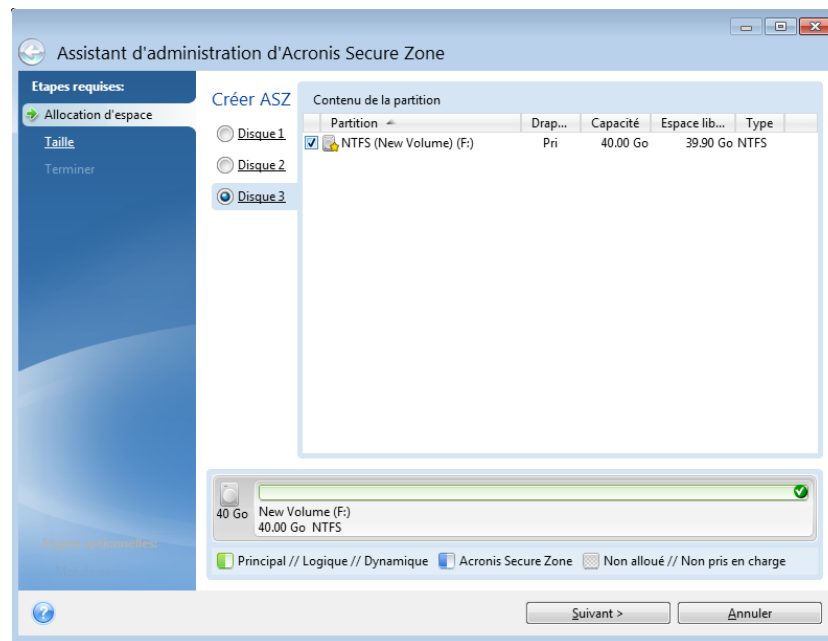 Assistant d'administration d'Acronis Secure Zone
Etapes requises:
Allocation d'espace
Taille
Terminer
Créer ASZ
Disque 1
Disque 2
Disque 3
Contenu de la partition
Partition Drap... Capacité Espace lib... Type
NTFS (New Volume) (F:) Pri 40.00 Go 39.90 Go NTFS
40 Go
New Volume (F:)
40.00 Go NTFS
Principal // Logique // Dynamique Acronis Secure Zone Non alloué // Non pris en charge
Suivant > Annuler